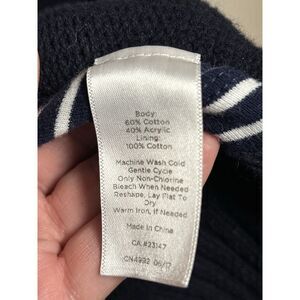 Body:
60% Cotton
40% Acrylic
Lining:
100% Cotton
Machine Wash Cold
Gentle Cycle
Only Non-Chlorine
Bleach When Needed
Reshape, Lay Flat To
Dry
Warm Iron, If Needed
Made In China
CA #23147
CN4992 06/17